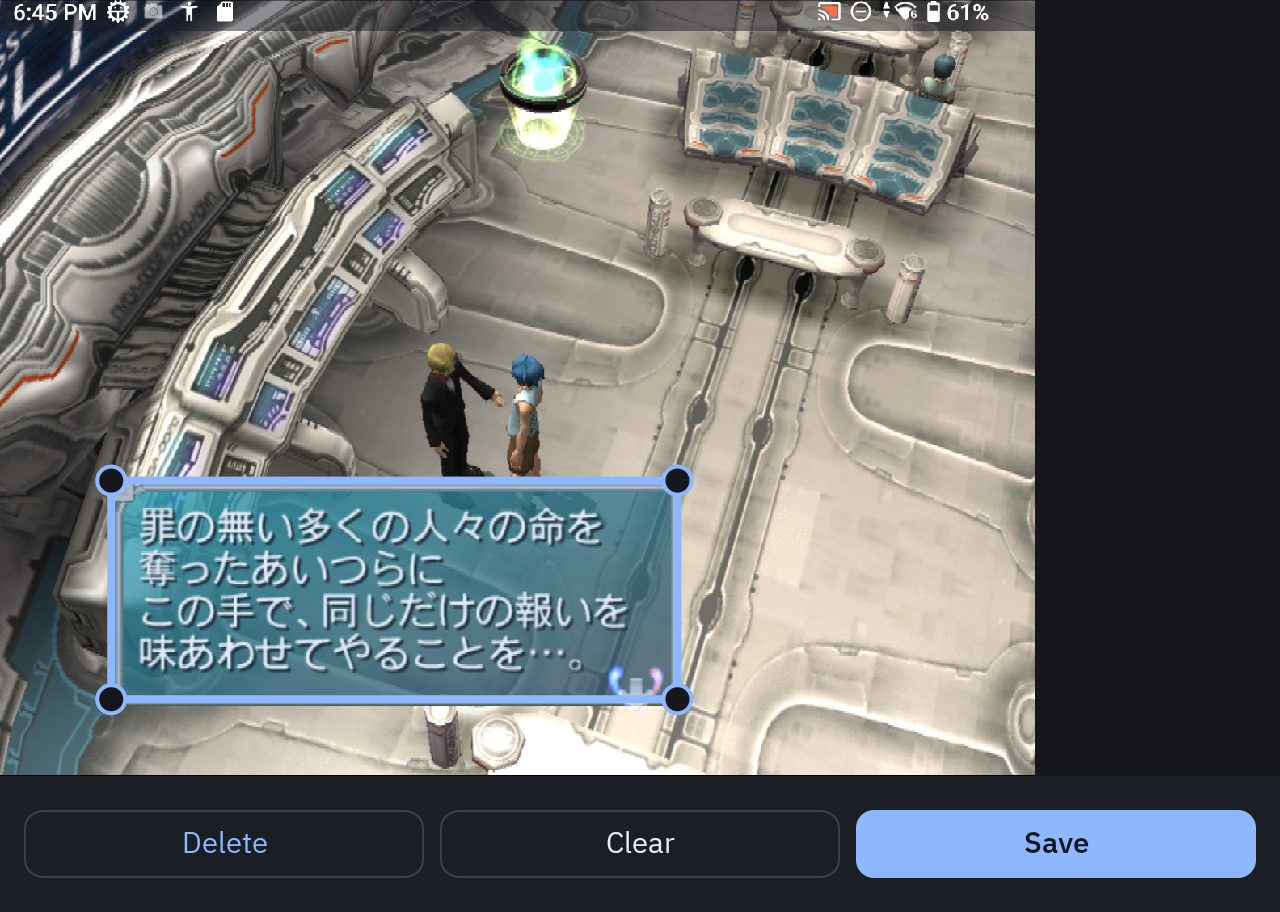 6:45 PM
61%
罪の無い多くの人々の命を
奪ったあいつらに
この手で、同じだけの報いを
味あわせてやることを…。
Delete
Clear
Save